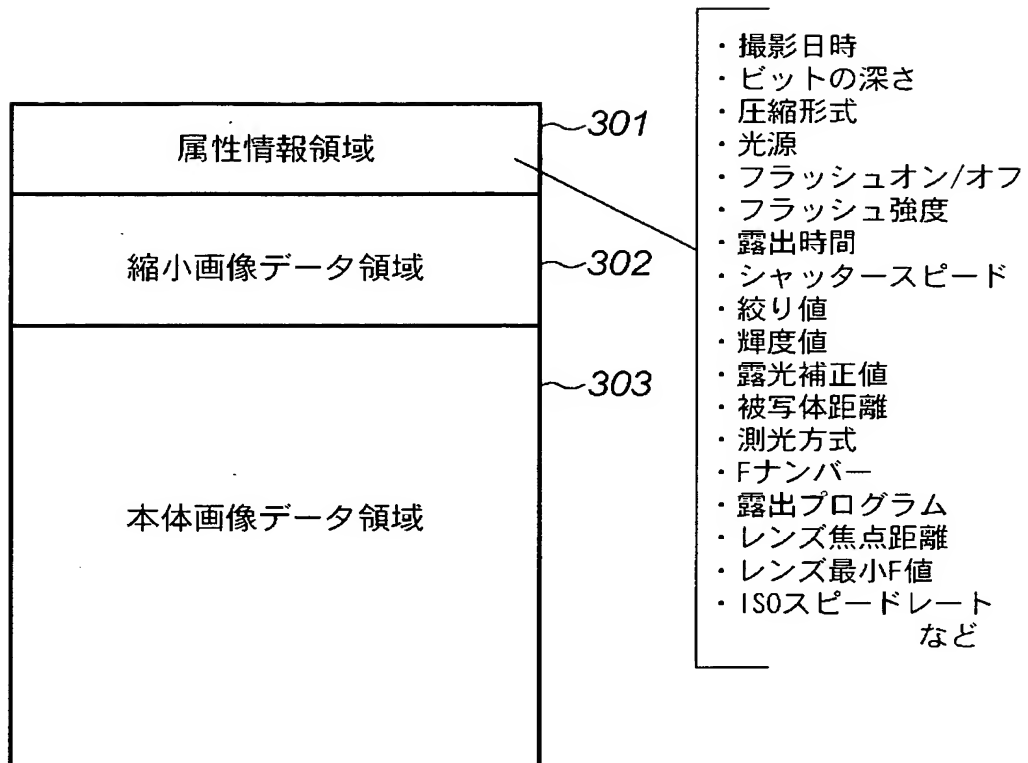 属性情報領域
301
縮小画像データ領域
302
本体画像データ領域
303
・撮影日時
・ビットの深さ
・圧縮形式
・光源
・フラッシュオン/オフ
・フラッシュ強度
・露出時間
・シャッタースピード
・絞り値
・輝度値
・露光補正値
・被写体距離
・測光方式
・Fナンバー
・露出プログラム
・レンズ焦点距離
・レンズ最小F値
・ISOスピードレート
など